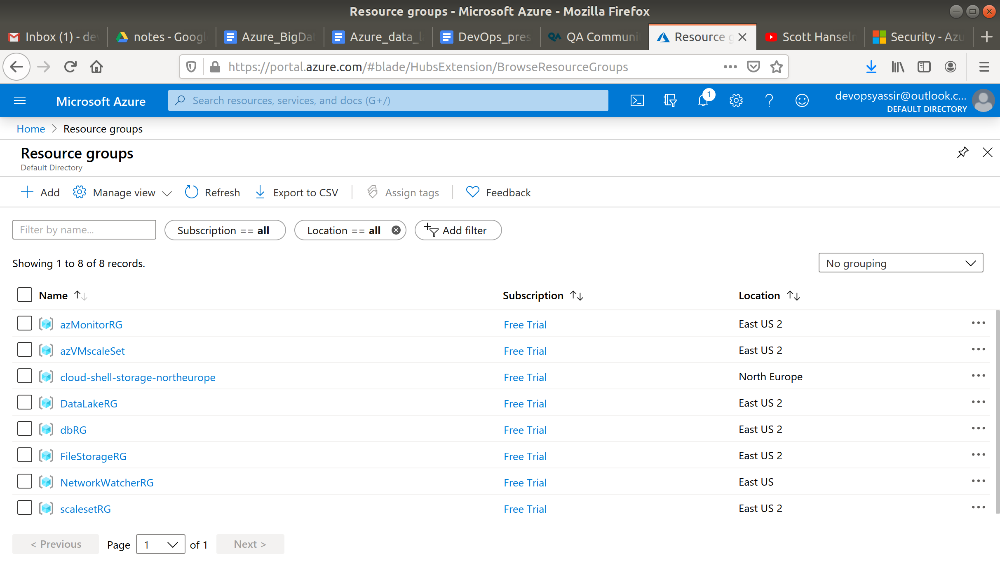 Resource groups - Microsoft Azure - Mozilla Firefox
Inbox (1) - dev
notes - Googl
Azure_BigDat
Azure_data_la
DevOps_pres
QA Communi
Resource g
Scott Hanseln
Security - Azu
https://portal.azure.com/#blade/HubsExtension/BrowseResourceGroups
Microsoft Azure
Search resources, services, and docs (G+/)
1
devopsyassir@outlook.c...
DEFAULT DIRECTORY
Home > Resource groups
Resource groups
Default Directory
Add
Manage view
Refresh
Export to CSV
Assign tags
Feedback
Filter by name...
Subscription == all
Location == all
Add filter
Showing 1 to 8 of 8 records.
No grouping
Name Subscription Location
azMonitorRG Free Trial East US 2
azVMscaleSet Free Trial East US 2
cloud-shell-storage-northeurope Free Trial North Europe
DataLakeRG Free Trial East US 2
dbRG Free Trial East US 2
FileStorageRG Free Trial East US 2
NetworkWatcherRG Free Trial East US
scalesetRG Free Trial East US 2
< Previous Page 1 of 1 Next >